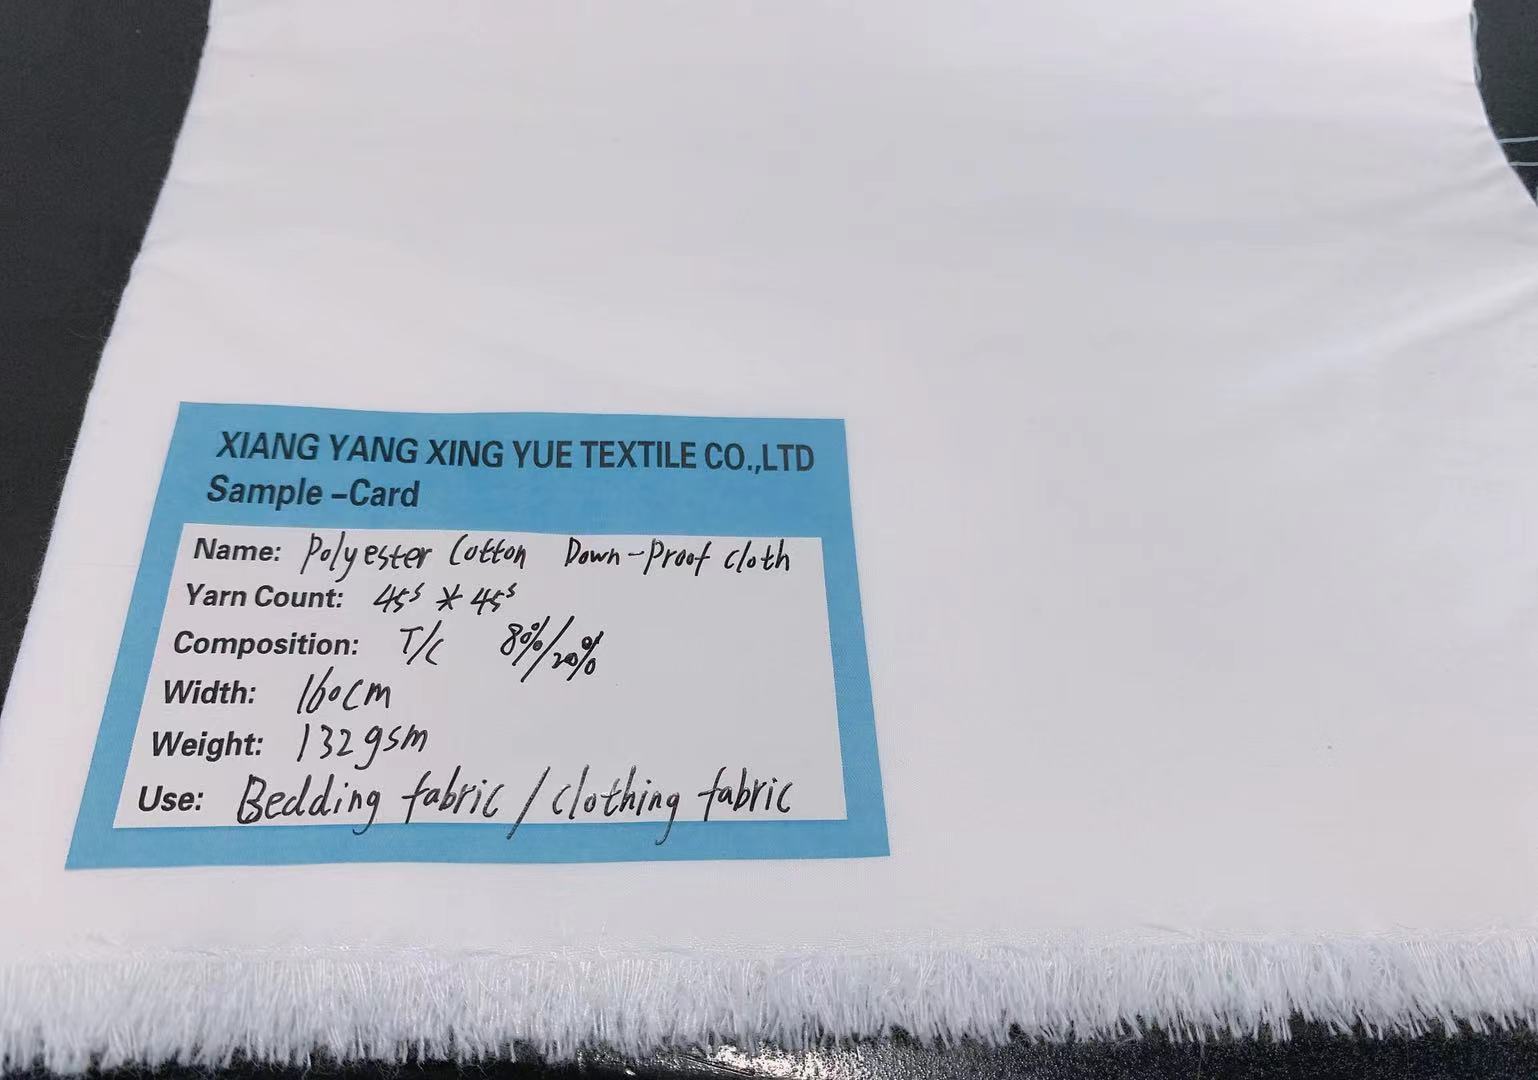 XIANG YANG XING YUE TEXTILE CO.,LTD
Sample –Card
Name: Polyester Cotton Down-Proof cloth
Yarn Count: 45s * 45s
Composition: T/C 80%/20%
Width: 160cm
Weight: 132gsm
Use: Bedding fabric / clothing fabric